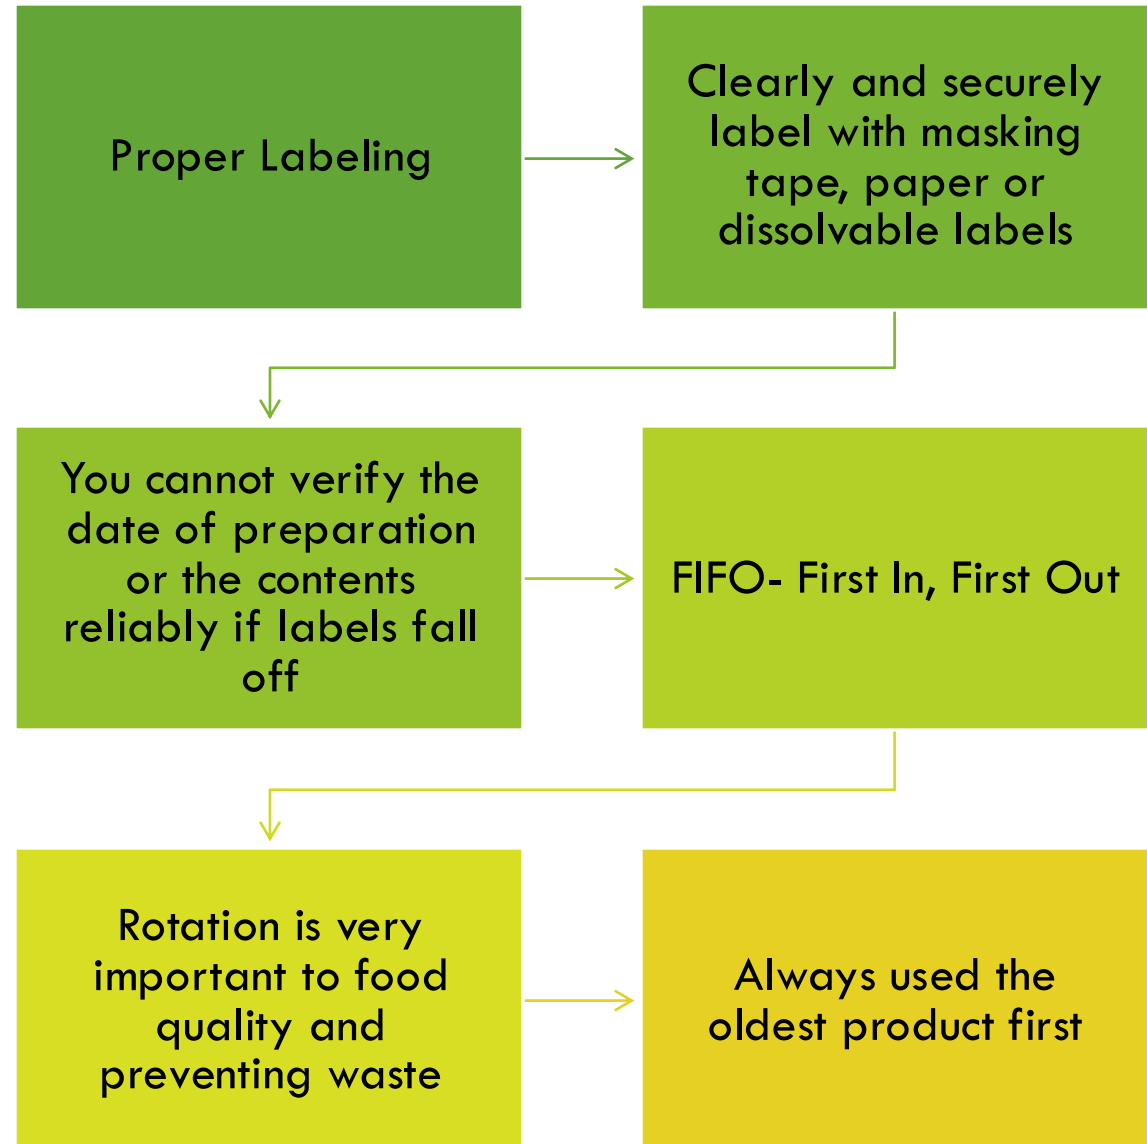 Proper Labeling
Clearly and securely
label with masking
tape, paper or
dissolvable labels
You cannot verify the
date of preparation
or the contents
reliably if labels fall
off
FIFO- First In, First Out
Rotation is very
important to food
quality and
preventing waste
Always used the
oldest product first